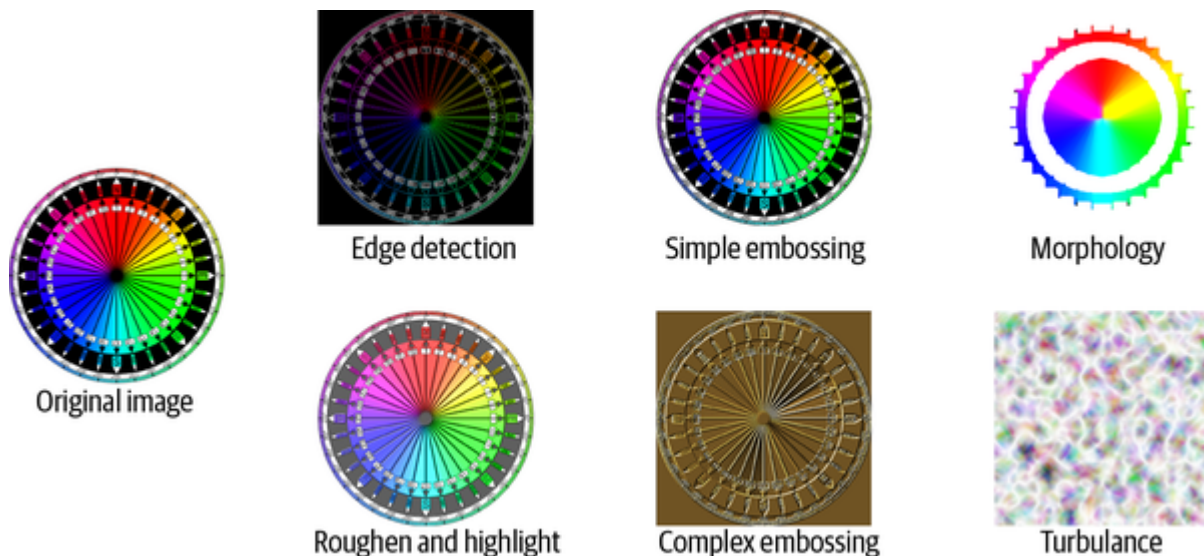 Edge detection
Simple embossing
Morphology
Original image
Roughen and highlight
Complex embossing
Turbulance